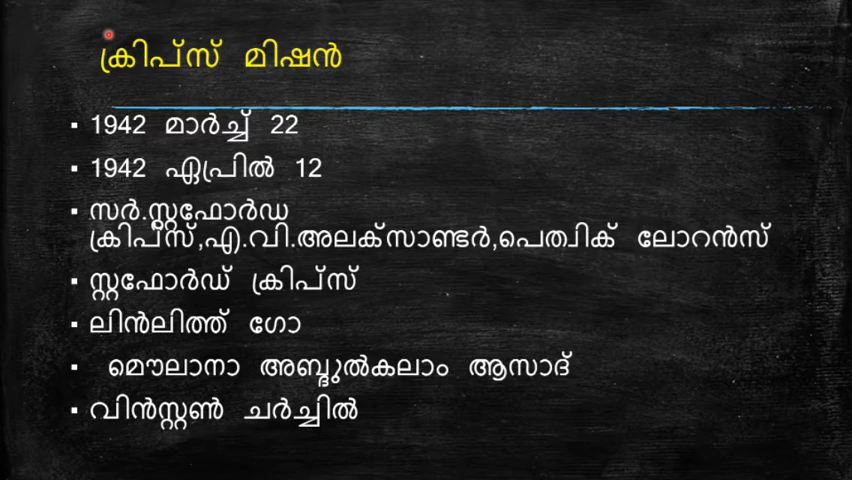 ക്രിപ്സ് മിഷൻ
1942 മാർച്ച് 22
1942 ഏപ്രിൽ 12
സർ.സ്റ്റഫോർഡ
ക്രിപ്സ്,എ.വി.അലക്സാണ്ടർ,പെത്വിക് ലോറൻസ്
സ്റ്റഫോർഡ് ക്രിപ്സ്
ലിൻലിത്ത് ഗോ
മൌലാനാ അബ്ദുൽകലാം ആസാദ്
വിൻസ്റ്റൺ ചർച്ചിൽ